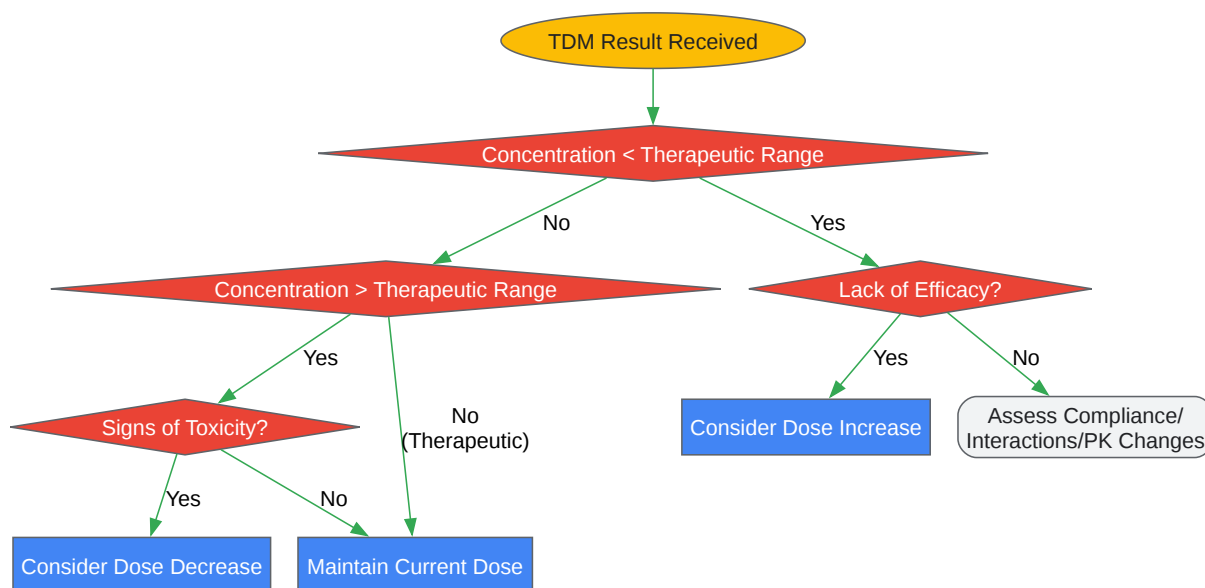 TDM Result Received
Concentration < Therapeutic Range
No
Yes
Concentration > Therapeutic Range
Lack of Efficacy?
Yes
Yes
No
Signs of Toxicity?
No
(Therapeutic)
Consider Dose Increase
Assess Compliance/
Interactions/PK Changes
Yes
No
Consider Dose Decrease
Maintain Current Dose